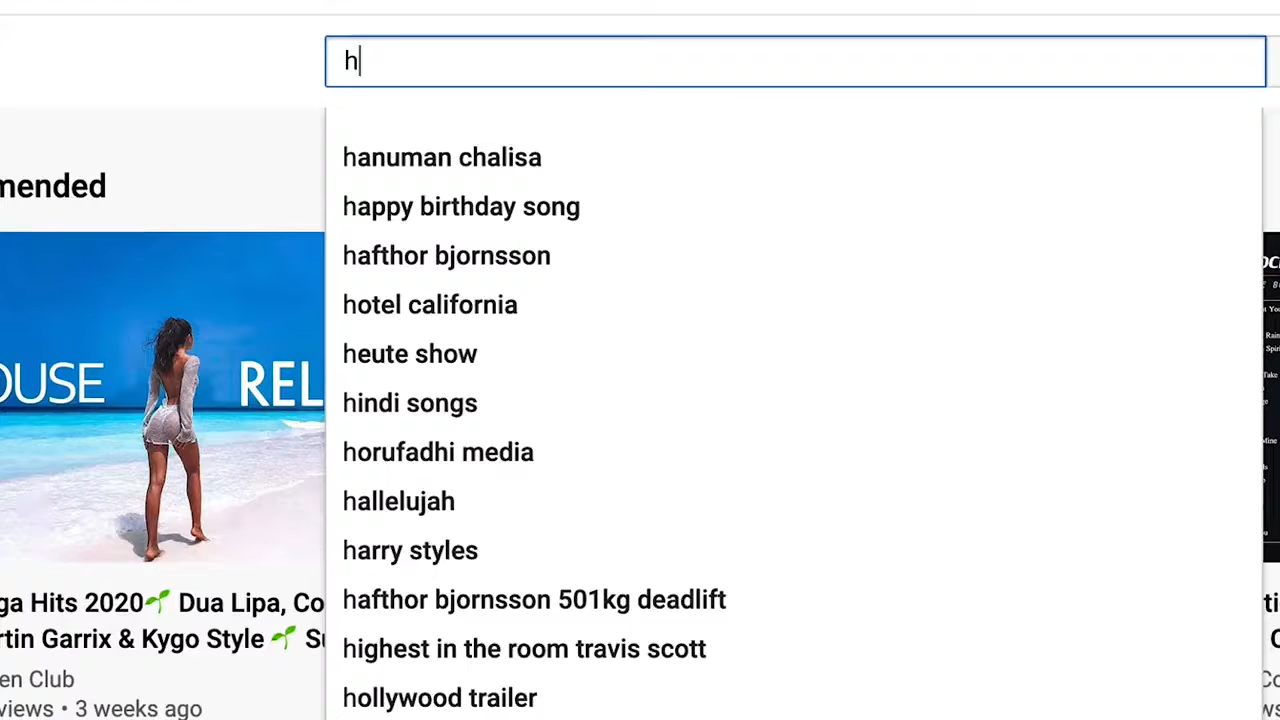 h
hanuman chalisa
happy birthday song
hafthor bjornsson
hotel california
heute show
hindi songs
horufadhi media
hallelujah
harry styles
hafthor bjornsson 501kg deadlift
highest in the room travis scott
hollywood trailer
mended
OUSE REL
ga Hits 2020🌱 Dua Lipa, Co
rtin Garrix & Kygo Style 🌱 Su
en Club
views • 3 weeks ago